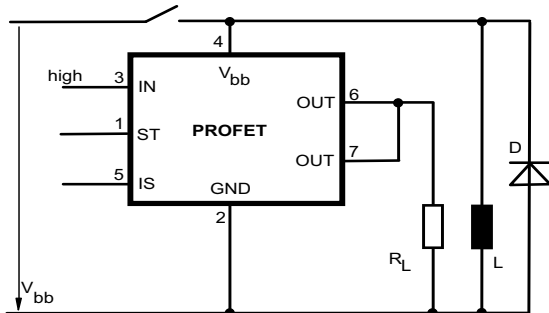 4
high
3
IN
V bb
OUT
6
1
ST
PROFET
OUT
7
5
IS
GND
2
D
R L
L
V bb